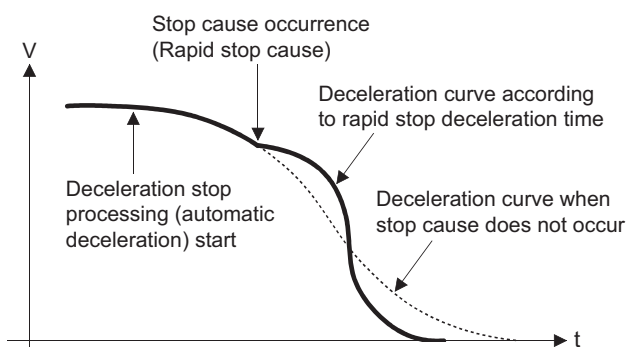 Stop cause occurrence
(Rapid stop cause)
V
Deceleration curve according
to rapid stop deceleration time
Deceleration stop
processing (automatic
deceleration) start
Deceleration curve when
stop cause does not occur
t